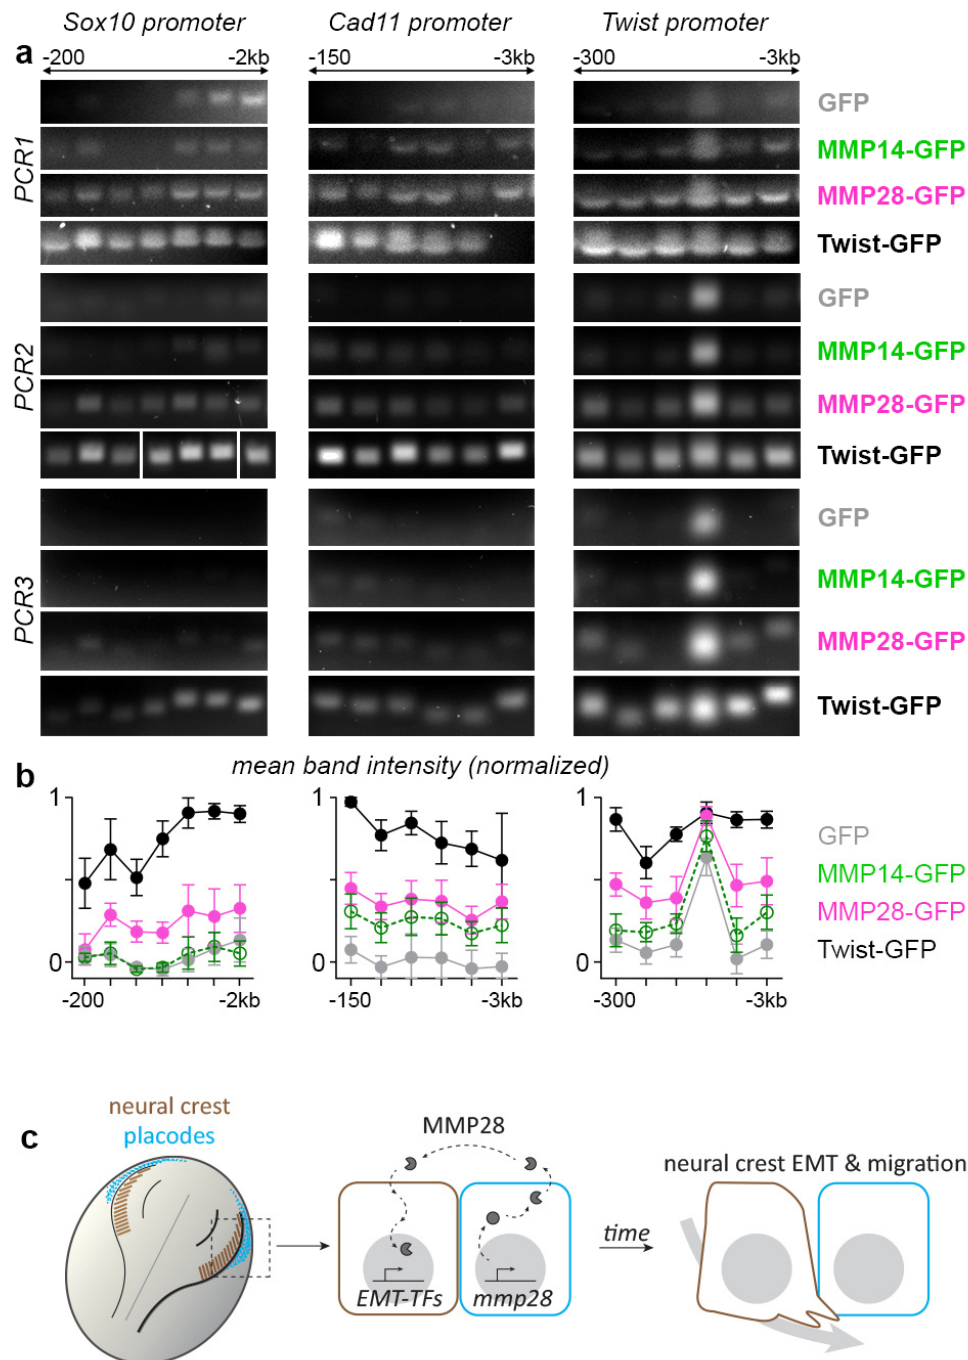 Sox10 promoter Cad11 promoter Twist promoter
a -200 -2kb -150 -3kb -300 -3kb
PCR1
GFP
MMP14-GFP
MMP28-GFP
Twist-GFP
PCR2
GFP
MMP14-GFP
MMP28-GFP
Twist-GFP
PCR3
GFP
MMP14-GFP
MMP28-GFP
Twist-GFP
b mean band intensity (normalized)
1 1 1
0 0 0
-200 -2kb -150 -3kb -300 -3kb
GFP
MMP14-GFP
MMP28-GFP
Twist-GFP
c
neural crest
placodes
MMP28
EMT-TFs mmp28
time
neural crest EMT & migration